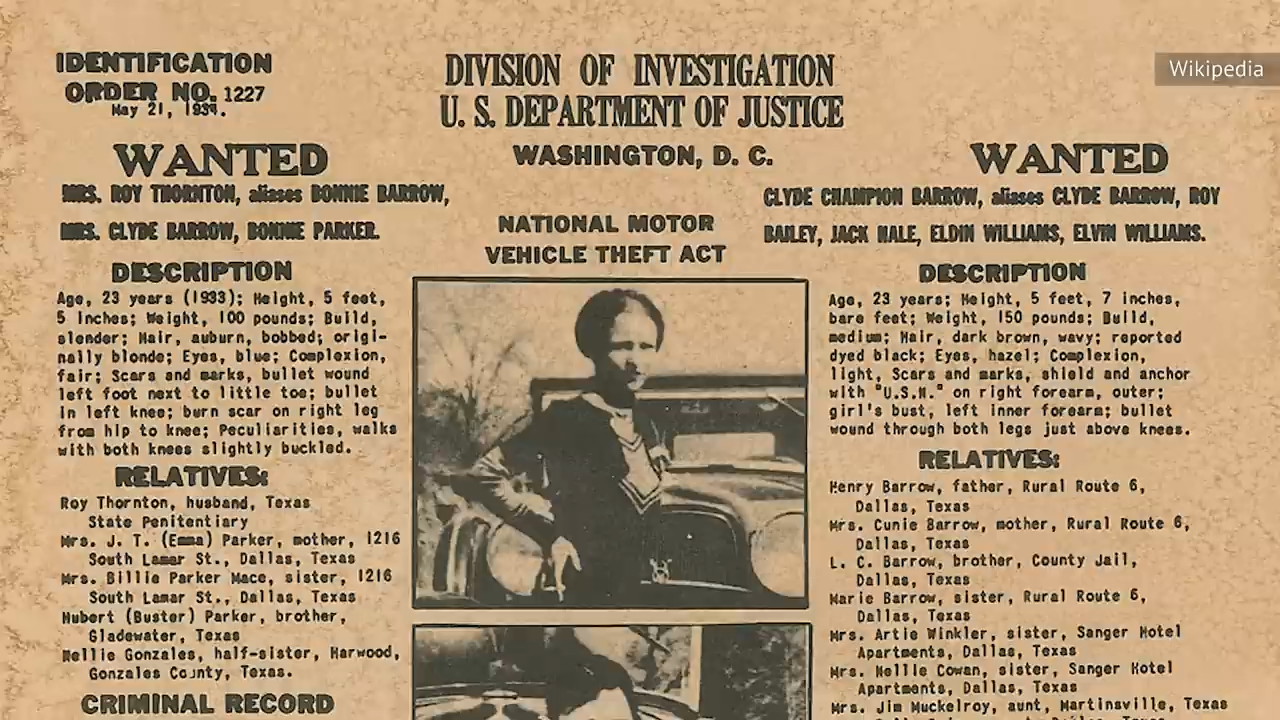 IDENTIFICATION
ORDER NO. 1227
May 21, 1934.
DIVISION OF INVESTIGATION
U. S. DEPARTMENT OF JUSTICE
WASHINGTON, D. C.
Wikipedia
WANTED
MRS. ROY THORNTON, aliases BONNIE BARROW,
MRS. CLYDE BARROW, BONNIE PARKER.
DESCRIPTION
Age, 23 years (1933); Height, 5 feet,
5 inches; Weight, 100 pounds; Build,
slender; Hair, auburn, bobbed; origi-
nally blonde; Eyes, blue; Complexion,
fair; Scars and marks, bullet wound
left foot next to little toe; bullet
in left knee; burn scar on right leg
from hip to knee; Peculiarities, walks
with both knees slightly buckled.
RELATIVES:
Roy Thornton, husband, Texas
State Penitentiary
Mrs. J. T. (Emma) Parker, mother, 1216
South Lamar St., Dallas, Texas
Mrs. Billie Parker Mace, sister, 1216
South Lamar St., Dallas, Texas
Hubert (Buster) Parker, brother,
Gladewater, Texas
Nellie Gonzales, half-sister, Harwood,
Gonzales County, Texas.
CRIMINAL RECORD
NATIONAL MOTOR
VEHICLE THEFT ACT
WANTED
CLYDE CHAMPION BARROW, aliases CLYDE BARROW, ROY
BAILEY, JACK HALE, ELDIN WILLIAMS, ELVIN WILLIAMS.
DESCRIPTION
Age, 23 years; Height, 5 feet, 7 inches,
bare feet; Weight, 150 pounds; Build,
medium; Hair, dark brown, wavy; reported
dyed black; Eyes, hazel; Complexion,
light, Scars and marks, shield and anchor
with "U.S.N." on right forearm, outer;
girl's bust, left inner forearm; bullet
wound through both legs just above knees.
RELATIVES:
Henry Barrow, father, Rural Route 6,
Dallas, Texas
Mrs. Cunie Barrow, mother, Rural Route 6,
Dallas, Texas
L. C. Barrow, brother, County Jail,
Dallas, Texas
Marie Barrow, sister, Rural Route 6,
Dallas, Texas
Mrs. Artie Winkler, sister, Sanger Hotel
Apartments, Dallas, Texas
Mrs. Nellie Cowan, sister, Sanger Hotel
Apartments, Dallas, Texas
Mrs. Jim Muckelroy, aunt, Martinsville, Texas